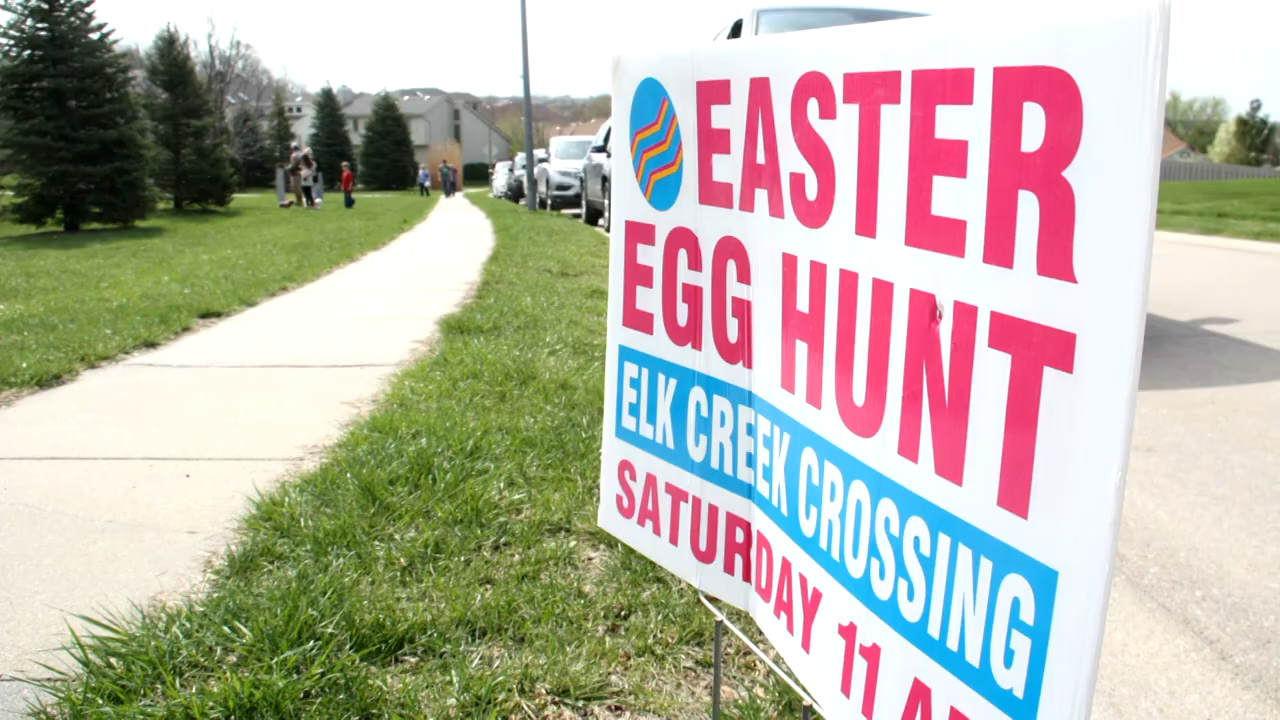 EASTER
EGG HUNT
ELK CREEK CROSSING
SATURDAY 11 A